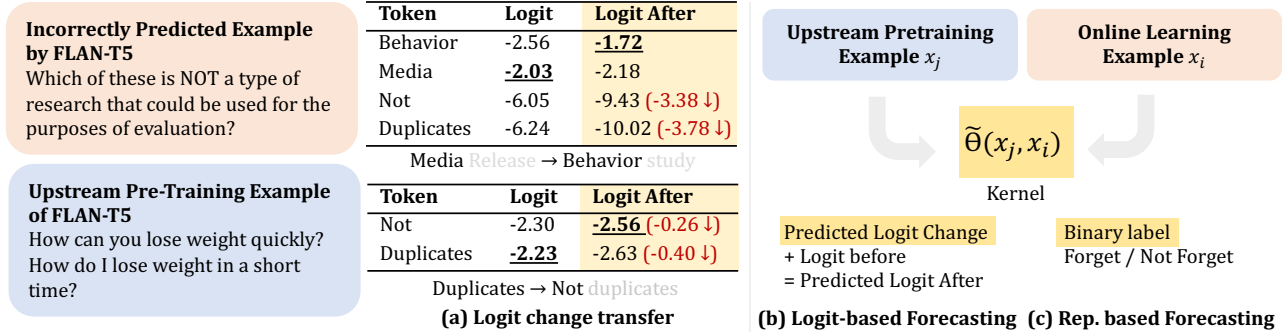 Incorrectly Predicted Example
by FLAN-T5
Which of these is NOT a type of
research that could be used for the
purposes of evaluation?
Upstream Pre-Training Example
of FLAN-T5
How can you lose weight quickly?
How do I lose weight in a short
time?
Token Logit Logit After
Behavior -2.56 -1.72
Media -2.03 -2.18
Not -6.05 -9.43 (-3.38 ↓)
Duplicates -6.24 -10.02 (-3.78 ↓)
Media Release → Behavior study
Token Logit Logit After
Not -2.30 -2.56 (-0.26 ↓)
Duplicates -2.23 -2.63 (-0.40 ↓)
Duplicates → Not duplicates
(a) Logit change transfer
Upstream Pretraining
Example x_j
Online Learning
Example x_i
Θ̃(x_j, x_i)
Kernel
Predicted Logit Change
+ Logit before
= Predicted Logit After
Binary label
Forget / Not Forget
(b) Logit-based Forecasting
(c) Rep. based Forecasting